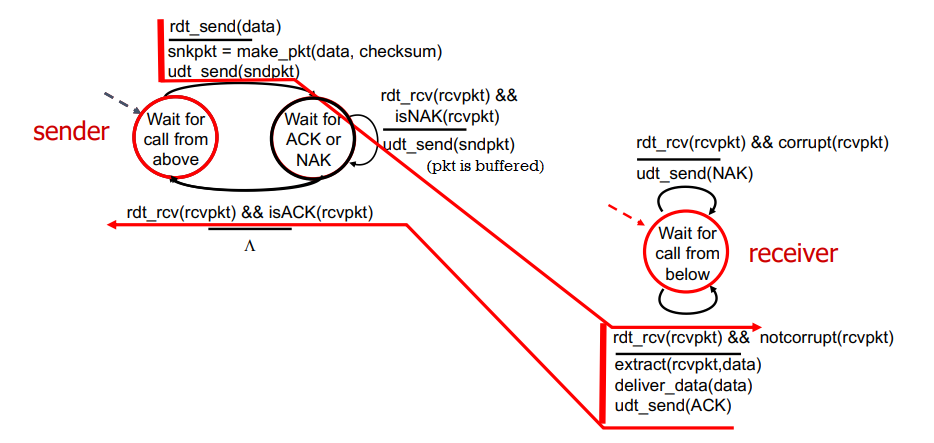 rdt_send(data)
snkpkt = make_pkt(data, checksum)
udt_send(sndpkt)
sender
Wait for
call from
above
Wait for
ACK or
NAK
rdt_rcv(rcvpkt) &&
isNAK(rcvpkt)
udt_send(sndpkt)
(pkt is buffered)
rdt_rcv(rcvpkt) && isACK(rcvpkt)
Λ
rdt_rcv(rcvpkt) && corrupt(rcvpkt)
udt_send(NAK)
Wait for
call from
below
receiver
rdt_rcv(rcvpkt) && notcorrupt(rcvpkt)
extract(rcvpkt,data)
deliver_data(data)
udt_send(ACK)